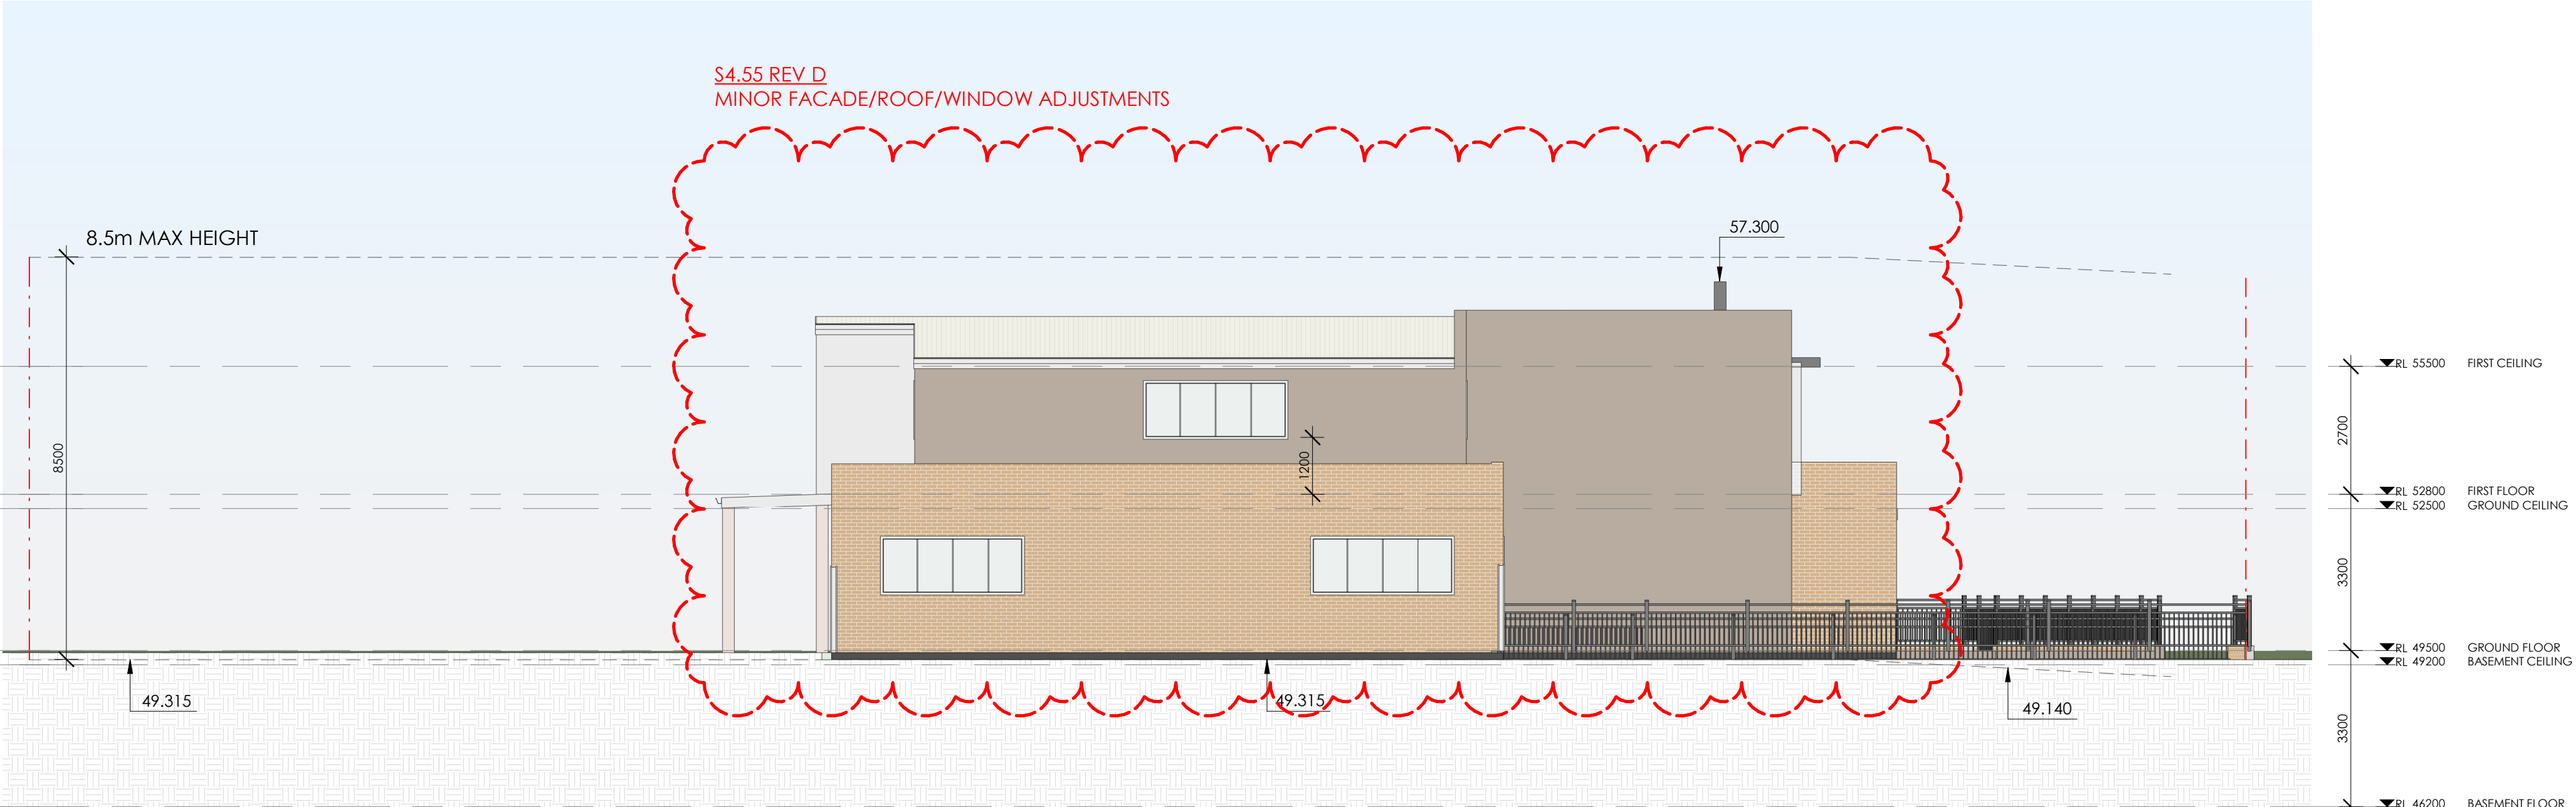 S4.55 REV D
MINOR FACADE/ROOF/WINDOW ADJUSTMENTS
8.5m MAX HEIGHT
57.300
RL 55500 FIRST CEILING
2700
8500
1200
RL 52800 FIRST FLOOR
RL 52500 GROUND CEILING
3300
RL 49500 GROUND FLOOR
RL 49200 BASEMENT CEILING
49.315
49.315
49.140
3300
RL 46200 BASEMENT FLOOR